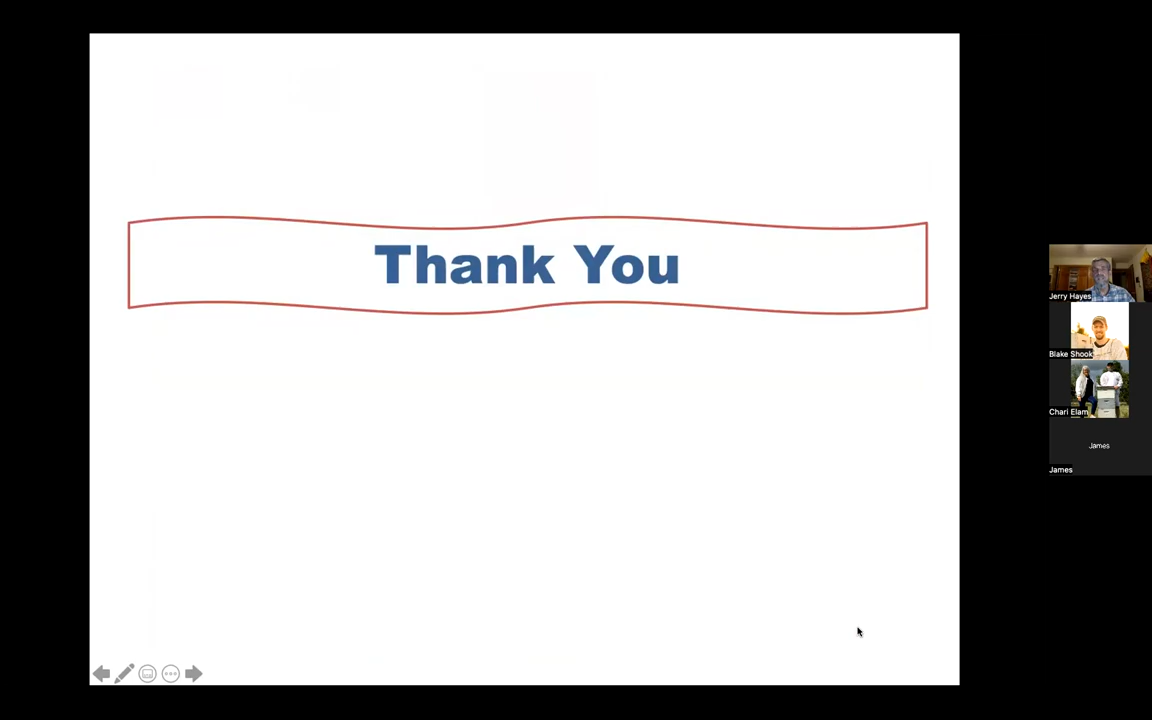 Thank You
Jerry Hayes
Blake Shook
Chari Elam
James
James